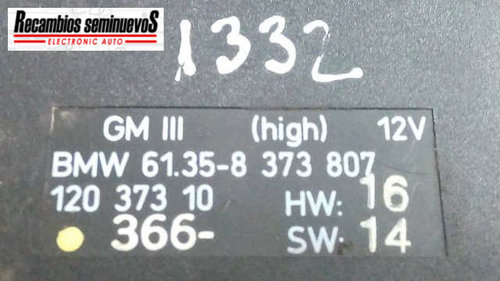 Recambios seminuevoS
ELECTRÓNIC AUTO
1332
GM III (high) 12V
BMW 61.35-8 373 807
120 373 10 HW: 16
366- SW: 14